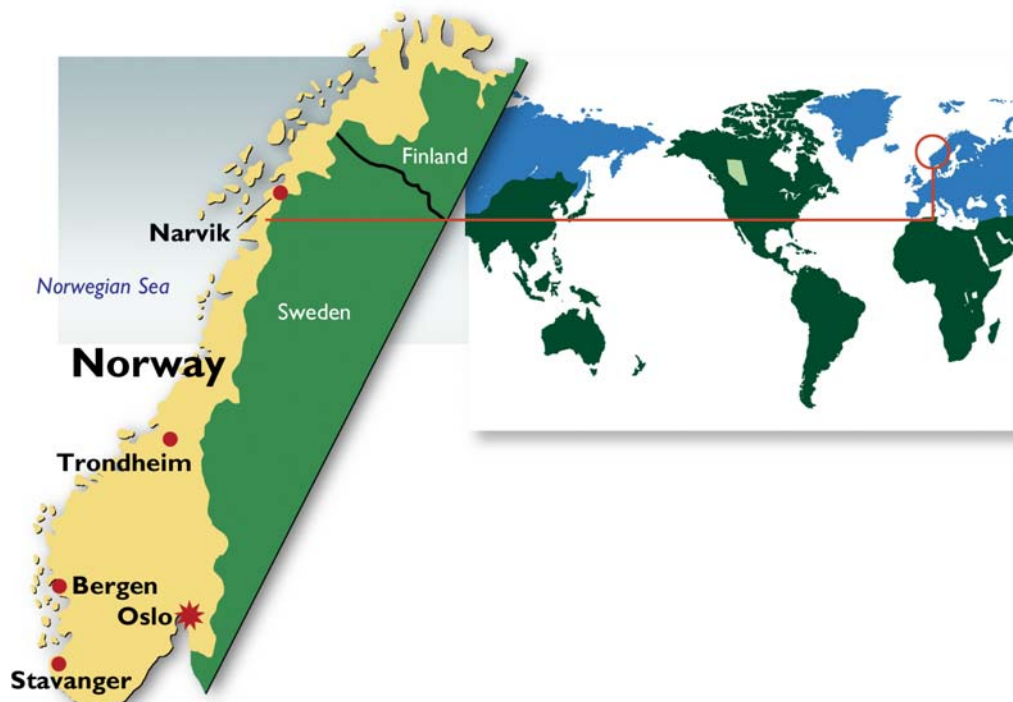 Finland
Narvik
Norwegian Sea
Sweden
Norway
Trondheim
Bergen
Oslo
Stavanger